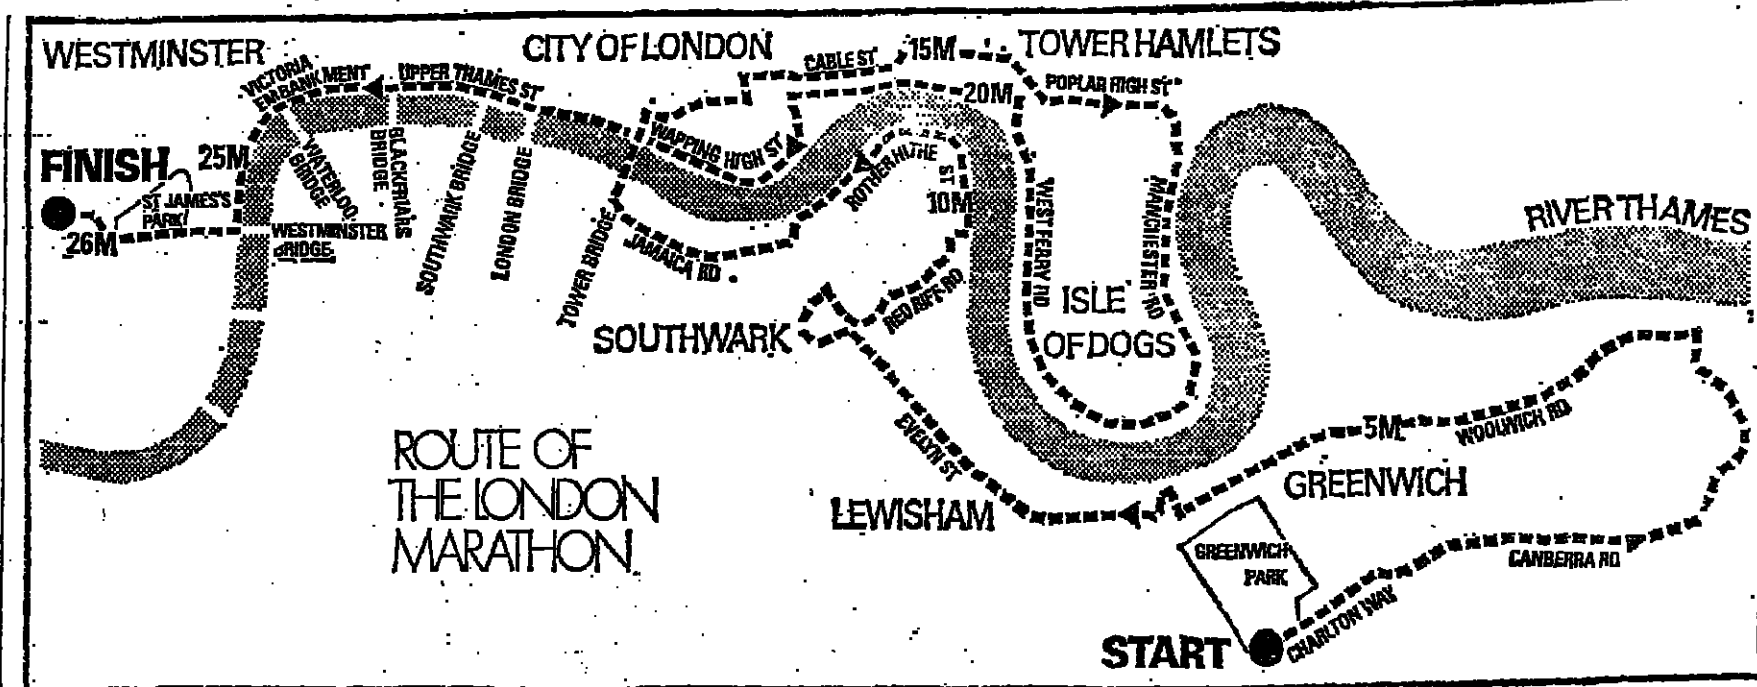 WESTMINSTER
CITY OF LONDON
TOWER HAMLETS
VICTORIA
EMBANKMENT
UPPER THAMES ST
CABLE ST
15M
20M
POPLAR HIGH ST
WAPPING HIGH ST
FINISH
25M
ST JAMES'S
PARK
26M
WATERLOO
BRIDGE
BLACKFRIARS
BRIDGE
WESTMINSTER
BRIDGE
SOUTHWARK BRIDGE
LONDON BRIDGE
TOWER BRIDGE
JAMAICA RD
ROTHERHITHE
ST
10M
RED RIFF RD
WEST FERRY RD
MANCHESTER RD
ISLE
OF DOGS
RIVER THAMES
SOUTHWARK
EVELYN ST
5M
WOOLWICH RD
GREENWICH
LEWISHAM
ROUTE OF
THE LONDON
MARATHON
GREENWICH
PARK
CANBERRA RD
CHARLTON WAY
START